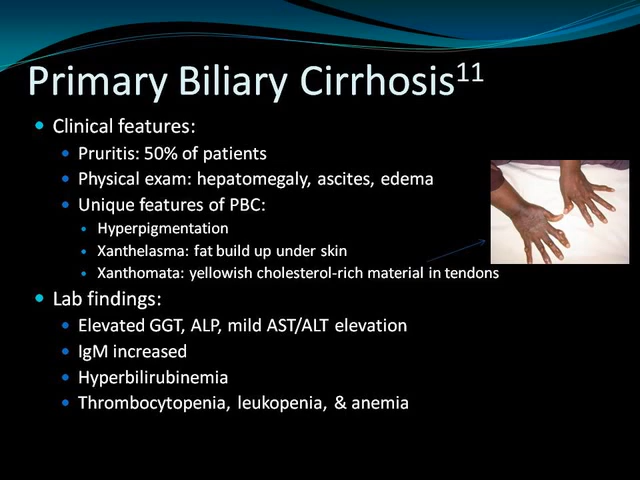 Primary Biliary Cirrhosis11
Clinical features:
Pruritis: 50% of patients
Physical exam: hepatomegaly, ascites, edema
Unique features of PBC:
Hyperpigmentation
Xanthelasma: fat build up under skin
Xanthomata: yellowish cholesterol-rich material in tendons
Lab findings:
Elevated GGT, ALP, mild AST/ALT elevation
IgM increased
Hyperbilirubinemia
Thrombocytopenia, leukopenia, & anemia